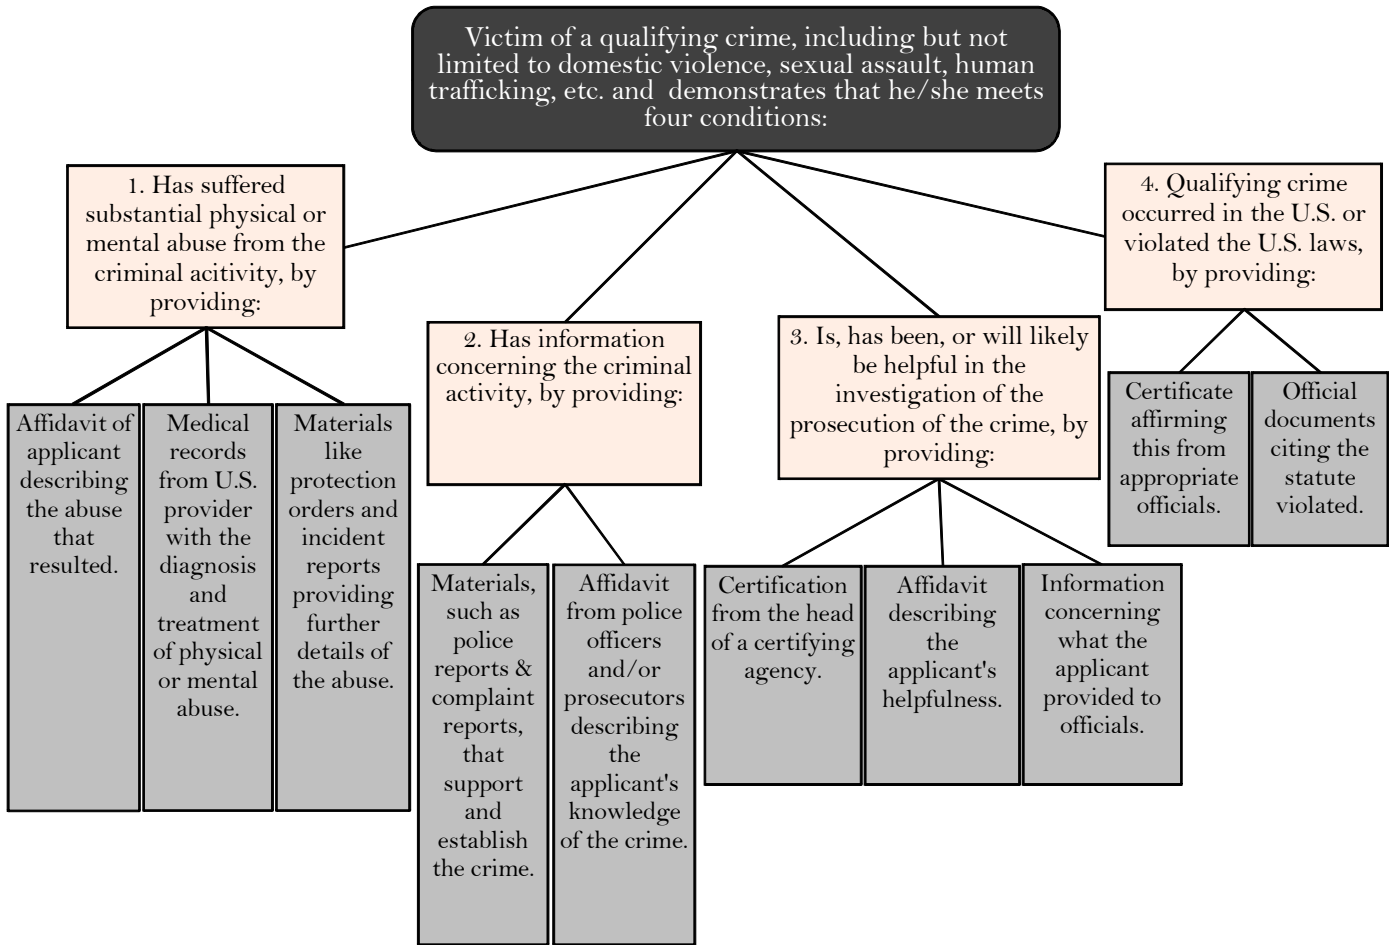 Victim of a qualifying crime, including but not
limited to domestic violence, sexual assault, human
trafficking, etc. and demonstrates that he/she meets
four conditions:
1. Has suffered
substantial physical or
mental abuse from the
criminal acitivity, by
providing:
Affidavit of
applicant
describing
the abuse
that
resulted.
Medical
records
from U.S.
provider
with the
diagnosis
and
treatment
of physical
or mental
abuse.
Materials
like
protection
orders and
incident
reports
providing
further
details of
the abuse.
2. Has information
concerning the criminal
activity, by providing:
Materials,
such as
police
reports &
complaint
reports,
that
support
and
establish
the crime.
Affidavit
from police
officers
and/or
prosecutors
describing
the
applicant's
knowledge
of the crime.
3. Is, has been, or will likely
be helpful in the
investigation of the
prosecution of the crime, by
providing:
Certification
from the head
of a certifying
agency.
Affidavit
describing
the
applicant's
helpfulness.
Information
concerning
what the
applicant
provided to
officials.
4. Qualifying crime
occurred in the U.S. or
violated the U.S. laws,
by providing:
Certificate
affirming
this from
appropriate
officials.
Official
documents
citing the
statute
violated.